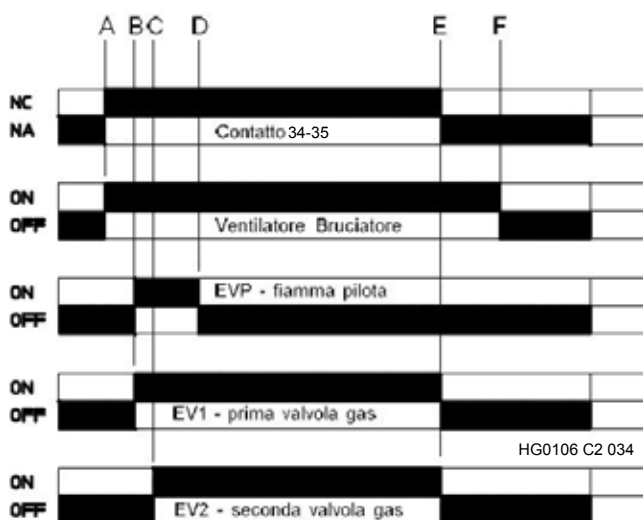 A B C D E F
NC
NA Contatto 34-35
ON
OFF Ventilatore Bruciatore
ON EVP - fiamma pilota
OFF
ON
OFF EV1 - prima valvola gas
HG0106 C2 034
ON
OFF EV2 - seconda valvola gas